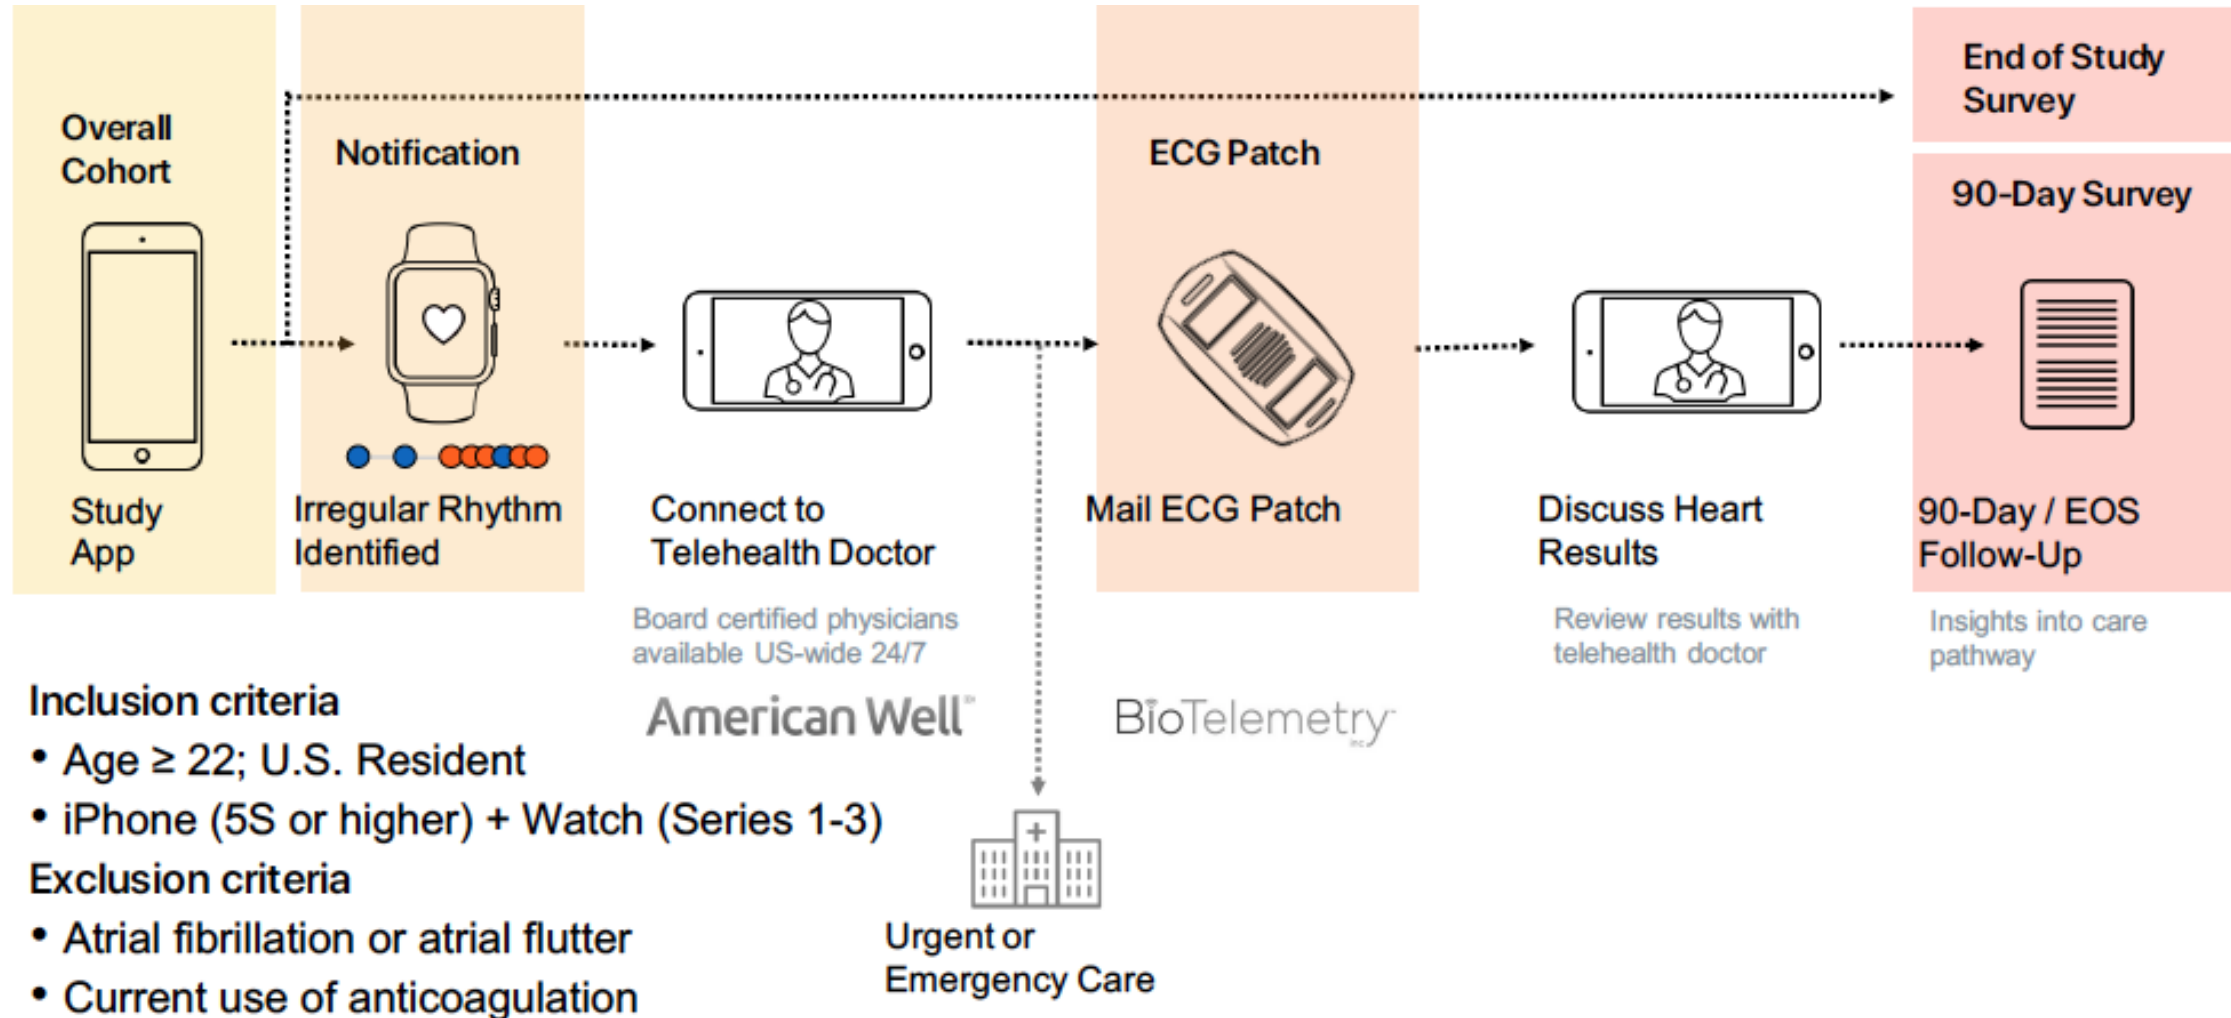 Overall
Cohort
Study
App
Notification
Irregular Rhythm
Identified
Connect to
Telehealth Doctor
Board certified physicians
available US-wide 24/7
American Well
ECG Patch
Mail ECG Patch
BioTelemetry
inc
Discuss Heart
Results
Review results with
telehealth doctor
End of Study
Survey
90-Day Survey
90-Day / EOS
Follow-Up
Insights into care
pathway
Urgent or
Emergency Care
Inclusion criteria
• Age ≥ 22; U.S. Resident
• iPhone (5S or higher) + Watch (Series 1-3)
Exclusion criteria
• Atrial fibrillation or atrial flutter
• Current use of anticoagulation